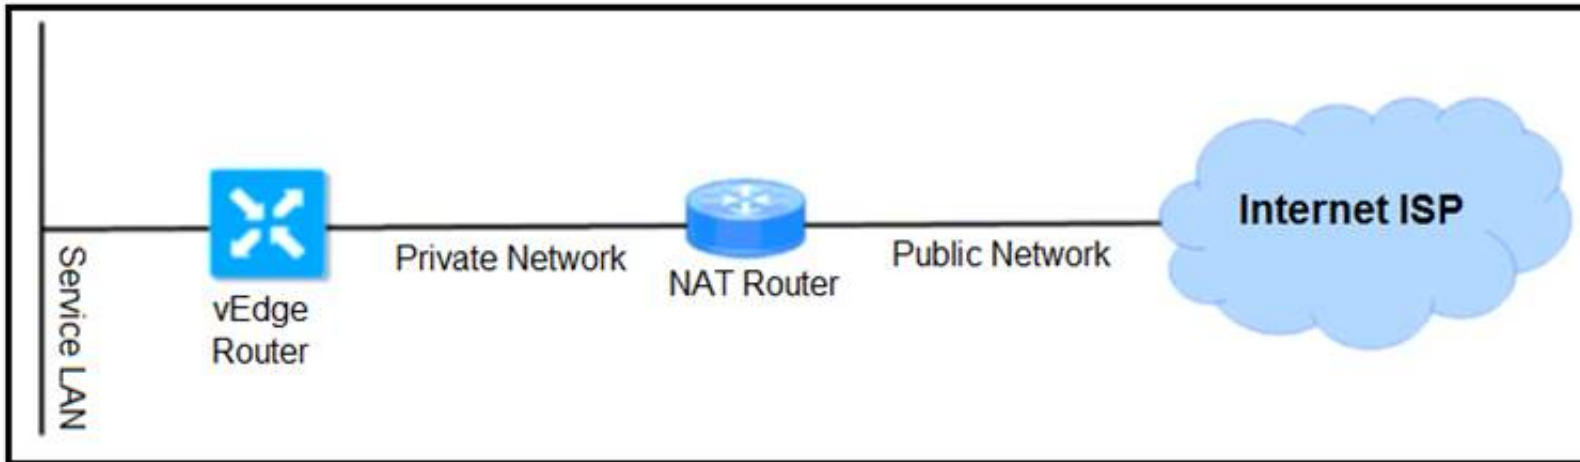 Service LAN
vEdge
Router
Private Network
NAT Router
Public Network
Internet ISP